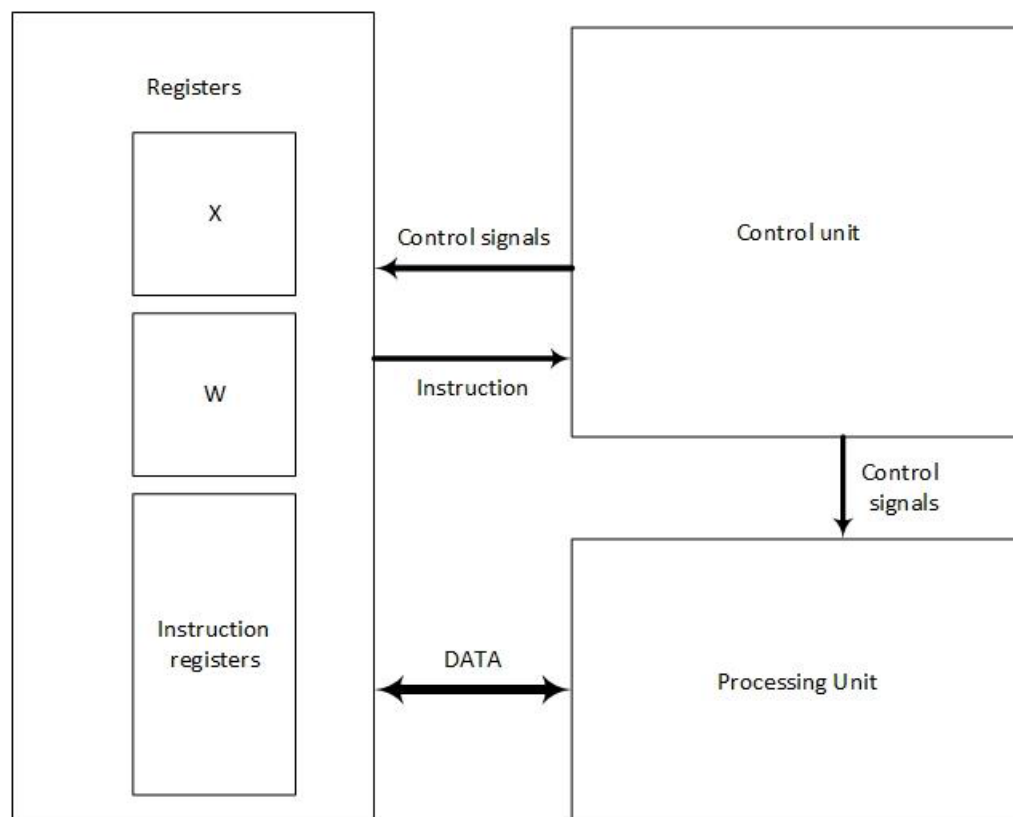 Registers
X
Control signals
Control unit
W
Instruction
Control
signals
Instruction
registers
DATA
Processing Unit